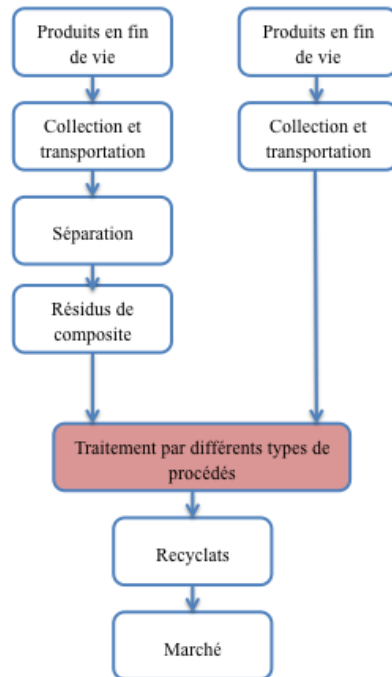 Produits en fin
de vie
Collection et
transportation
Séparation
Résidus de
composite
Produits en fin
de vie
Collection et
transportation
Traitement par différents types de
procédés
Recyclats
Marché